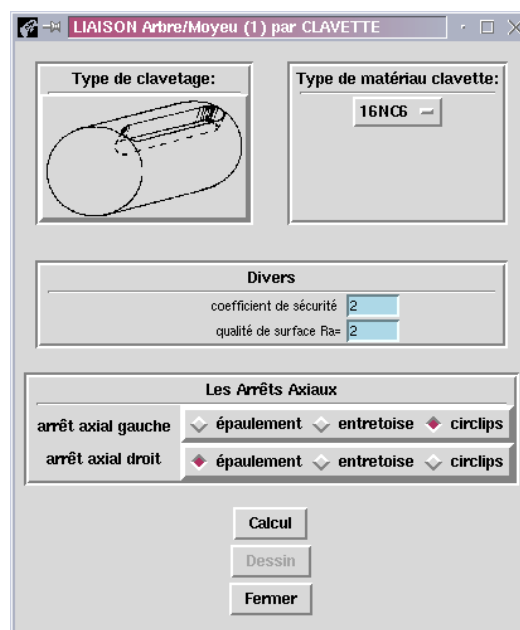 LIAISON Arbre/Moyeu (1) par CLAVETTE
Type de clavetage:
Type de matériau clavette:
16NC6
Divers
coefficient de sécurité 2
qualité de surface Ra= 2
Les Arrêts Axiaux
arrêt axial gauche épaulement entretoise circlips
arrêt axial droit épaulement entretoise circlips
Calcul
Dessin
Fermer